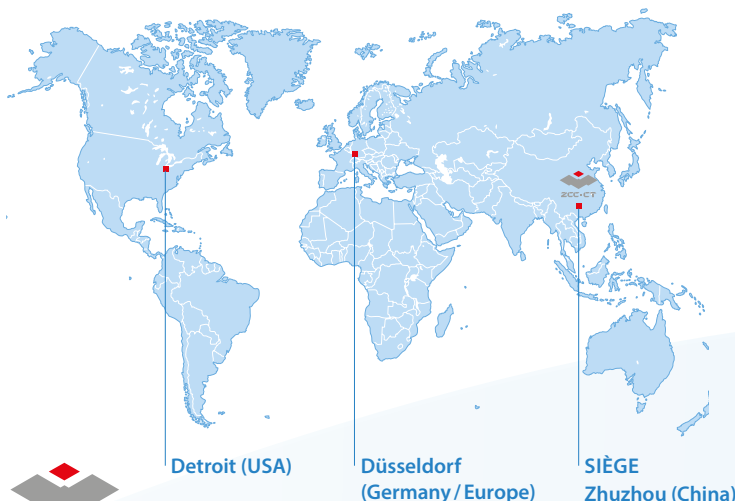 ZCC-CT
Detroit (USA)
Düsseldorf
(Germany / Europe)
SIÈGE
Zhuzhou (China)